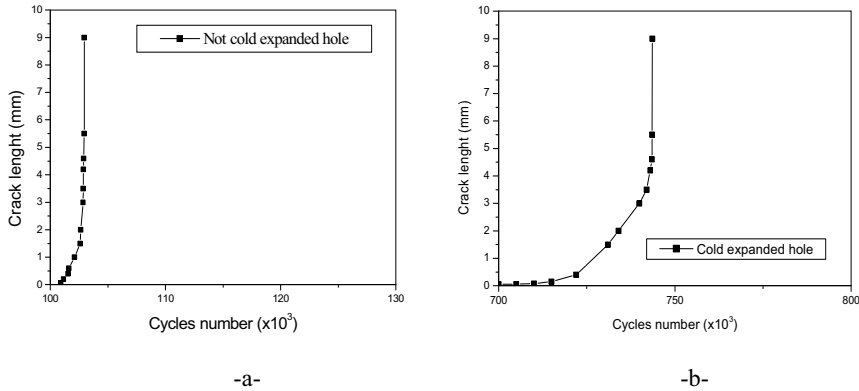 10
9
8
7
6
5
4
3
2
1
0
Crack lenght (mm)
Not cold expanded hole
100 110 120 130
Cycles number (x10³)
-a-
10
9
8
7
6
5
4
3
2
1
0
Crack lenght (mm)
Cold expanded hole
700 750 800
Cycles number (x10³)
-b-